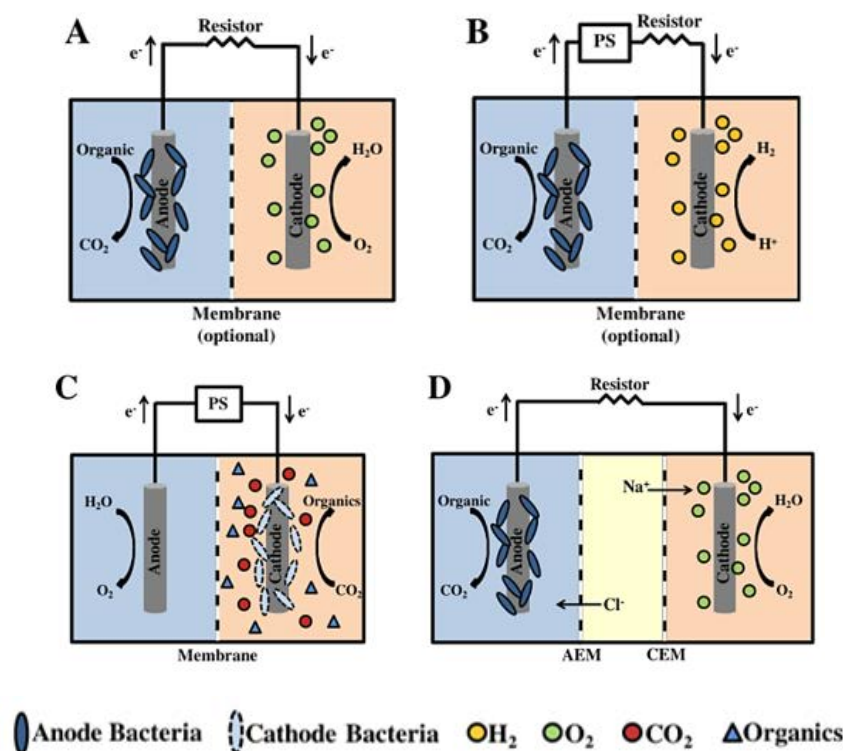 A
Resistor
e-
e-
Organic
CO2
Anode
Cathode
H2O
O2
Membrane
(optional)
B
PS
Resistor
e-
e-
Organic
CO2
Anode
Cathode
H2
H+
Membrane
(optional)
C
PS
e-
e-
H2O
O2
Anode
Cathode
Organics
CO2
Membrane
D
Resistor
e-
e-
Organic
CO2
Anode
Cl-
Na+
Cathode
H2O
O2
AEM
CEM
Anode Bacteria
Cathode Bacteria
H2
O2
CO2
Organics